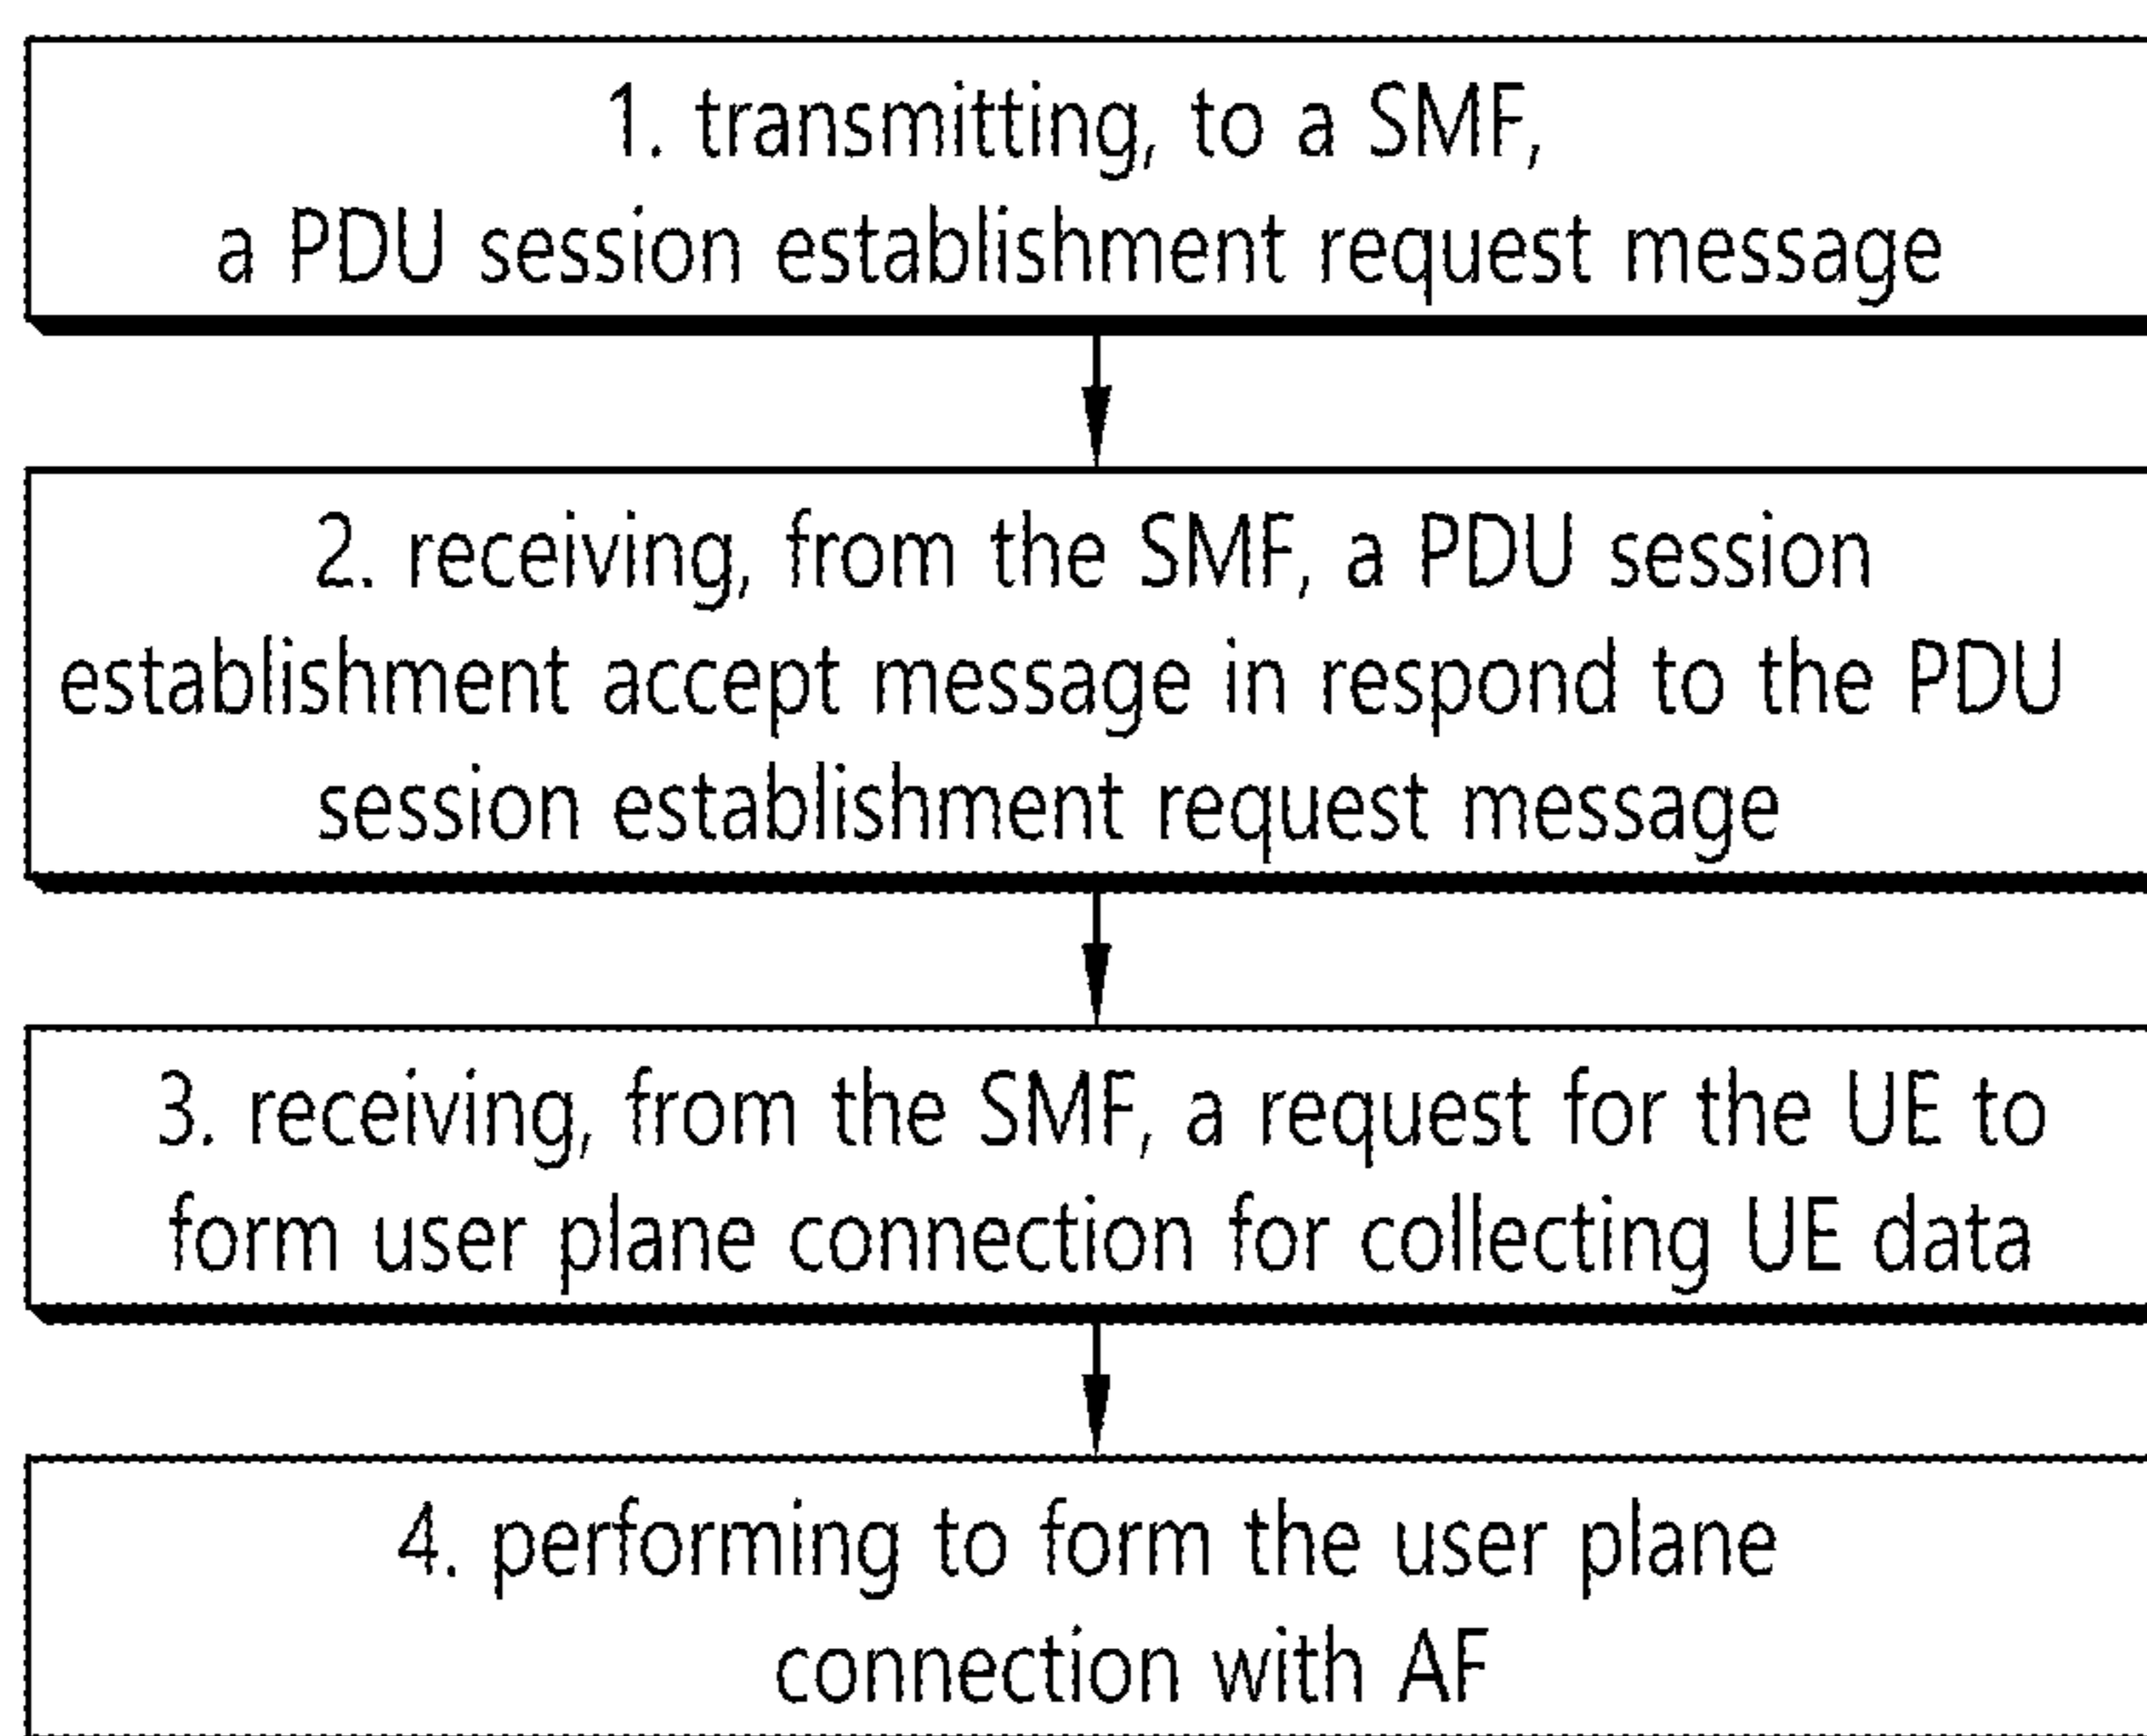 1. transmitting, to a SMF,
a PDU session establishment request message
2. receiving, from the SMF, a PDU session
establishment accept message in respond to the PDU
session establishment request message
3. receiving, from the SMF, a request for the UE to
form user plane connection for collecting UE data
4. performing to form the user plane
connection with AF